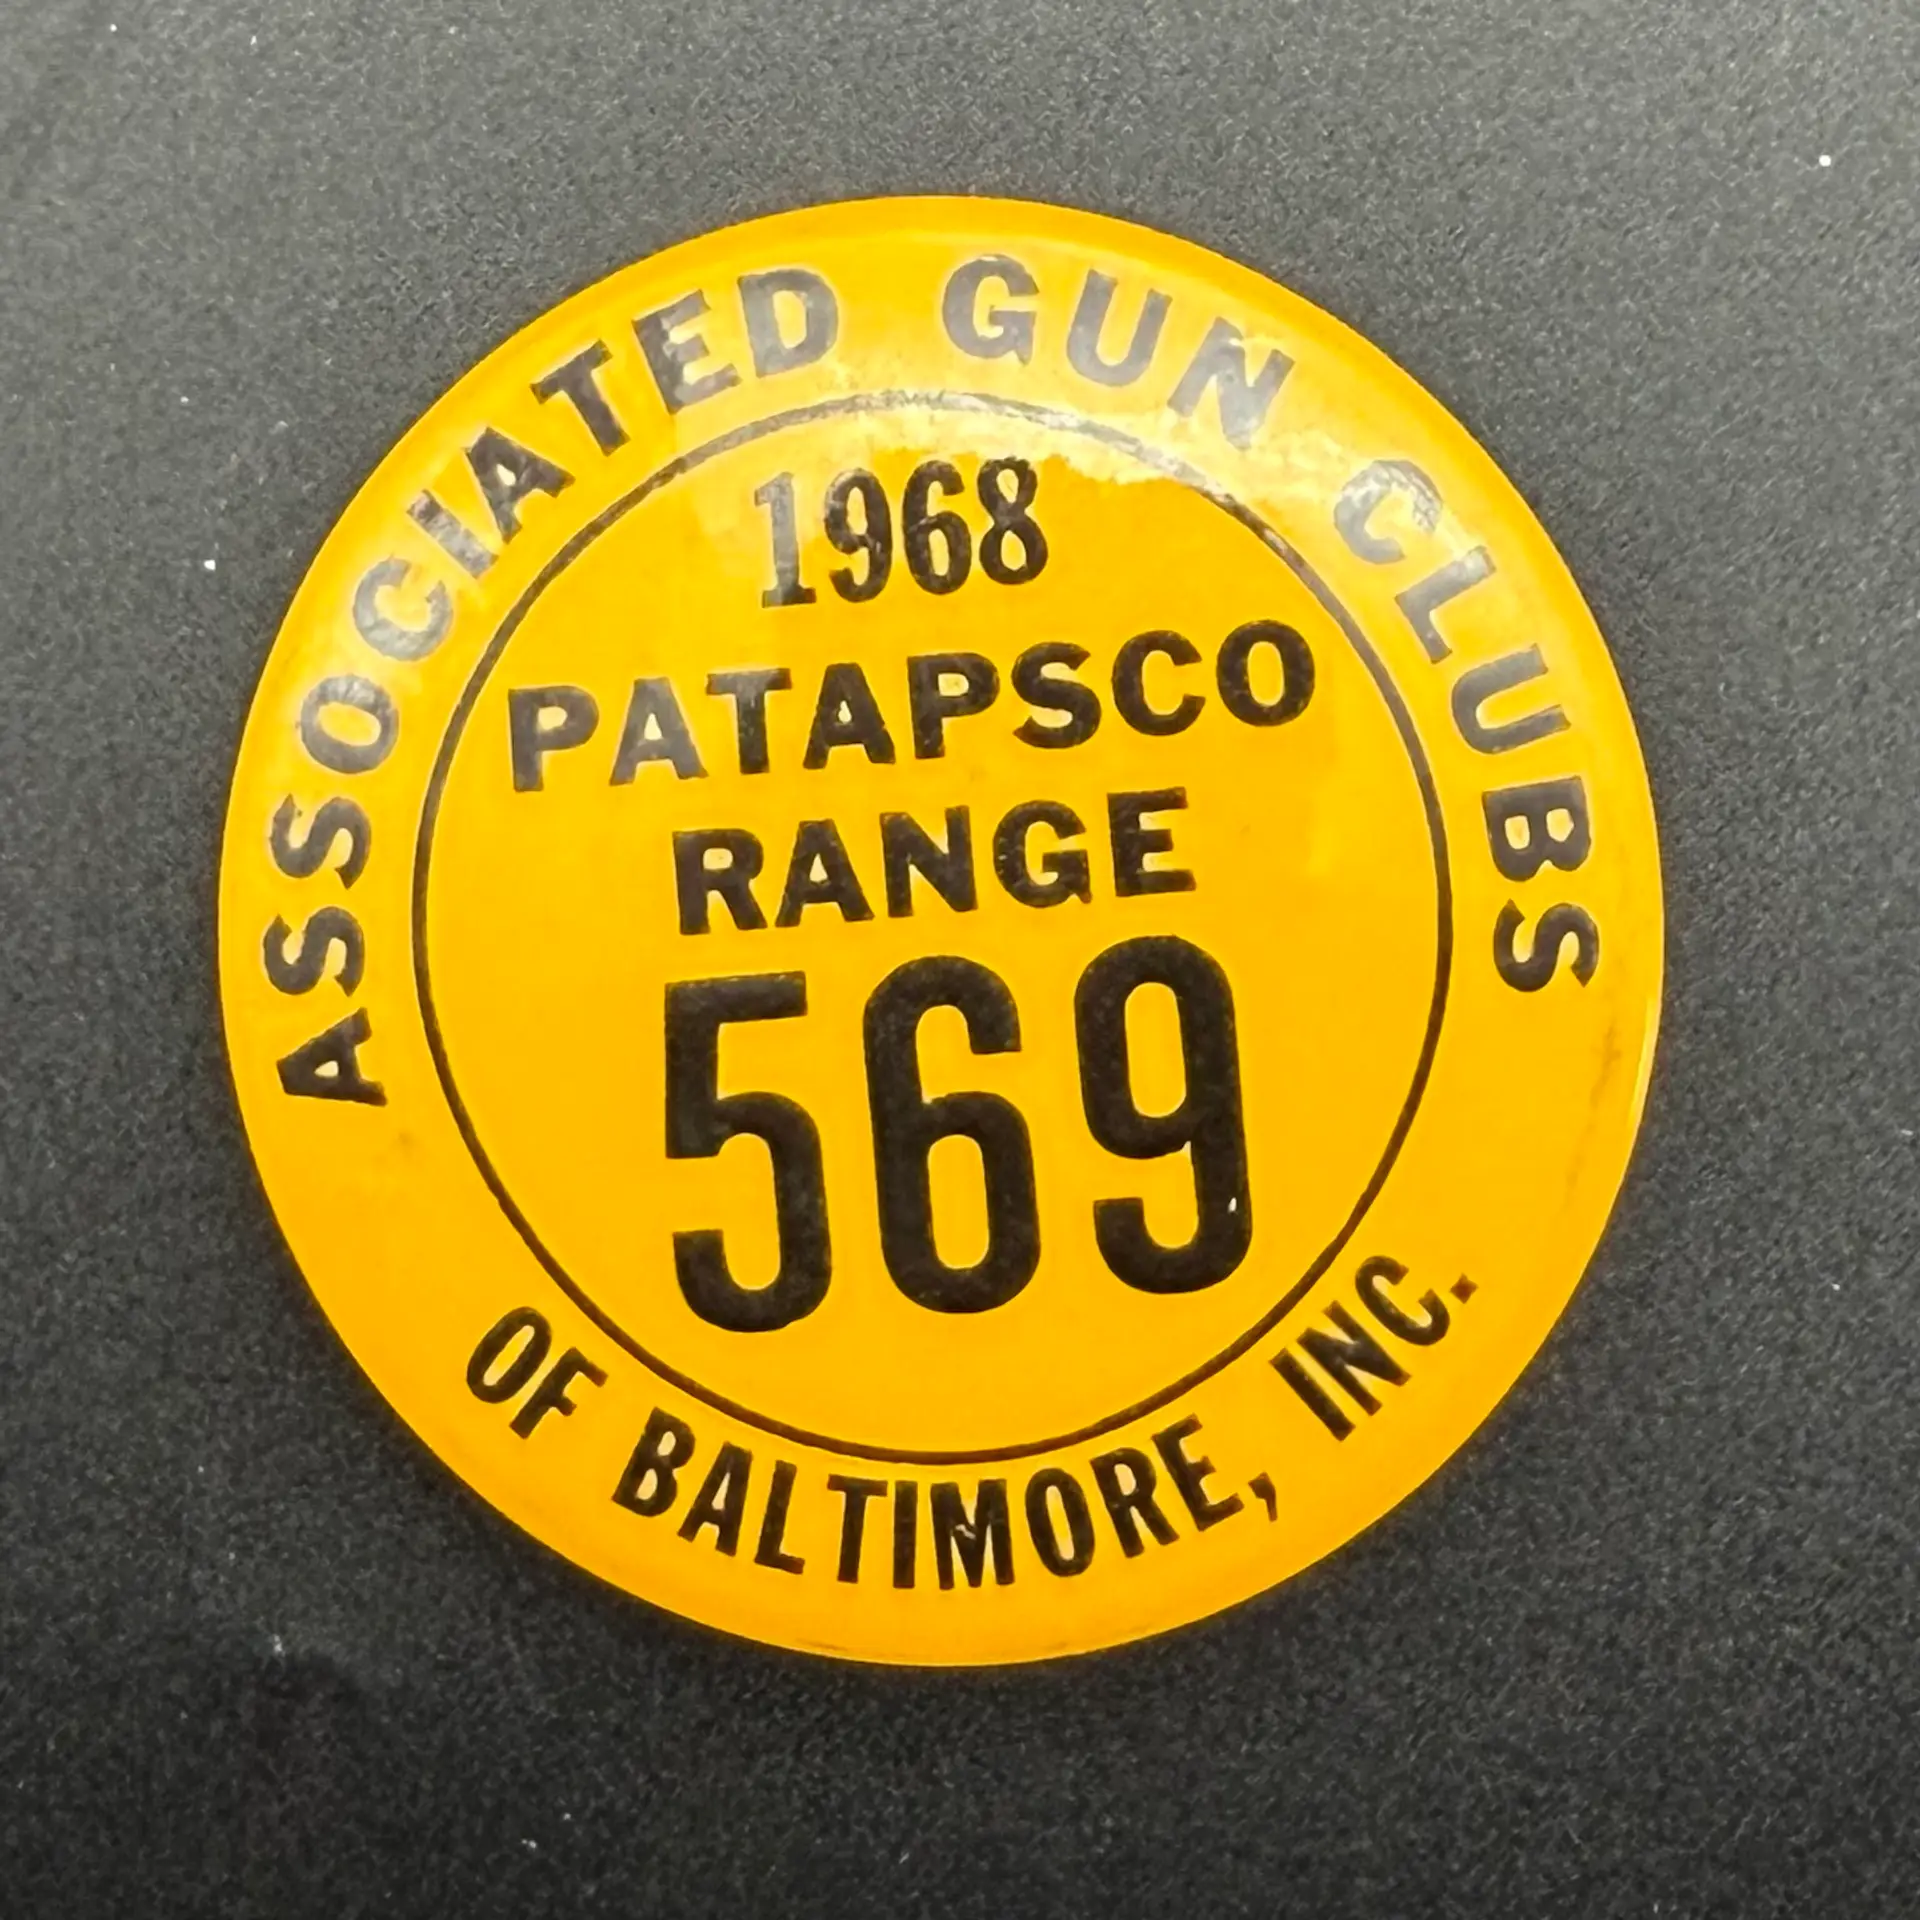 ASSOCIATED GUN CLUBS
1968
PATAPSCO
RANGE
569
OF BALTIMORE, INC.